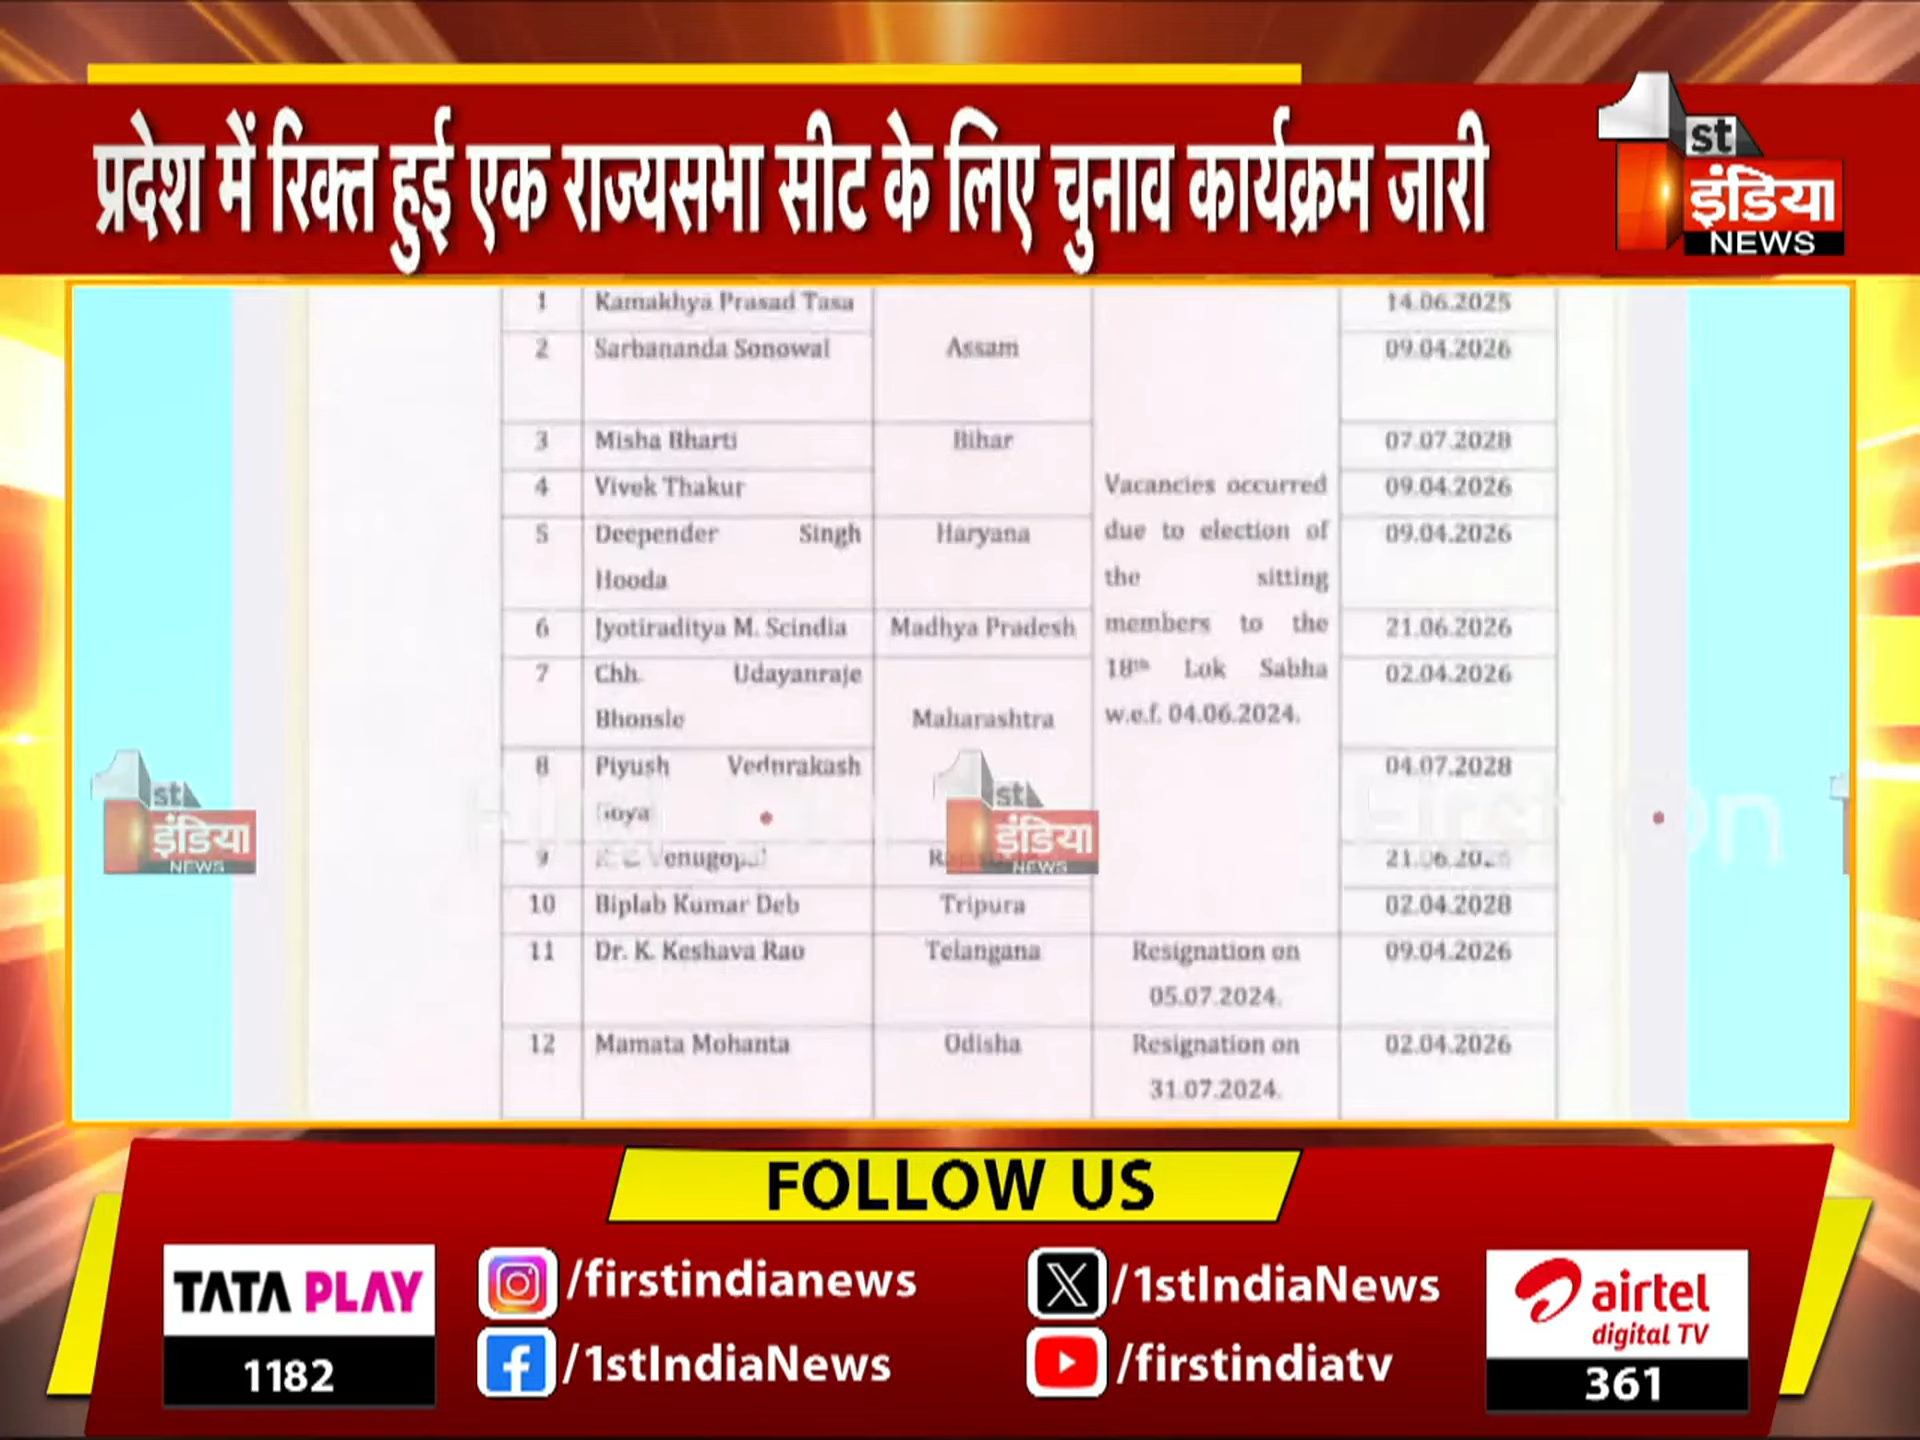 प्रदेश में रिक्त हुई एक राज्यसभा सीट के लिए चुनाव कार्यक्रम जारी
1st
इंडिया
NEWS
1 Kamakhya Prasad Tasa 14.06.2025
2 Sarbananda Sonowal Assam 09.04.2026
3 Misha Bharti Bihar 07.07.2028
4 Vivek Thakur 09.04.2026
5 Deepender Singh Haryana 09.04.2026
Hooda
6 Jyotiraditya M. Scindia Madhya Pradesh 21.06.2026
7 Chh. Udayanraje 02.04.2026
Bhonsle Maharashtra
Vacancies occurred
due to election of
the sitting
members to the
18th Lok Sabha
w.e.f. 04.06.2024.
8 Piyush Vedprakash 04.07.2028
9 Venugopal
10 Biplab Kumar Deb Tripura 02.04.2028
11 Dr. K. Keshava Rao Telangana Resignation on 09.04.2026
05.07.2024.
12 Mamata Mohanta Odisha Resignation on 02.04.2026
31.07.2024.
1st
इंडिया
NEWS
1st
इंडिया
NEWS
FOLLOW US
TATA PLAY
1182
/firstindianews
/1stIndiaNews
/1stIndiaNews
/firstindiatv
airtel
digital TV
361